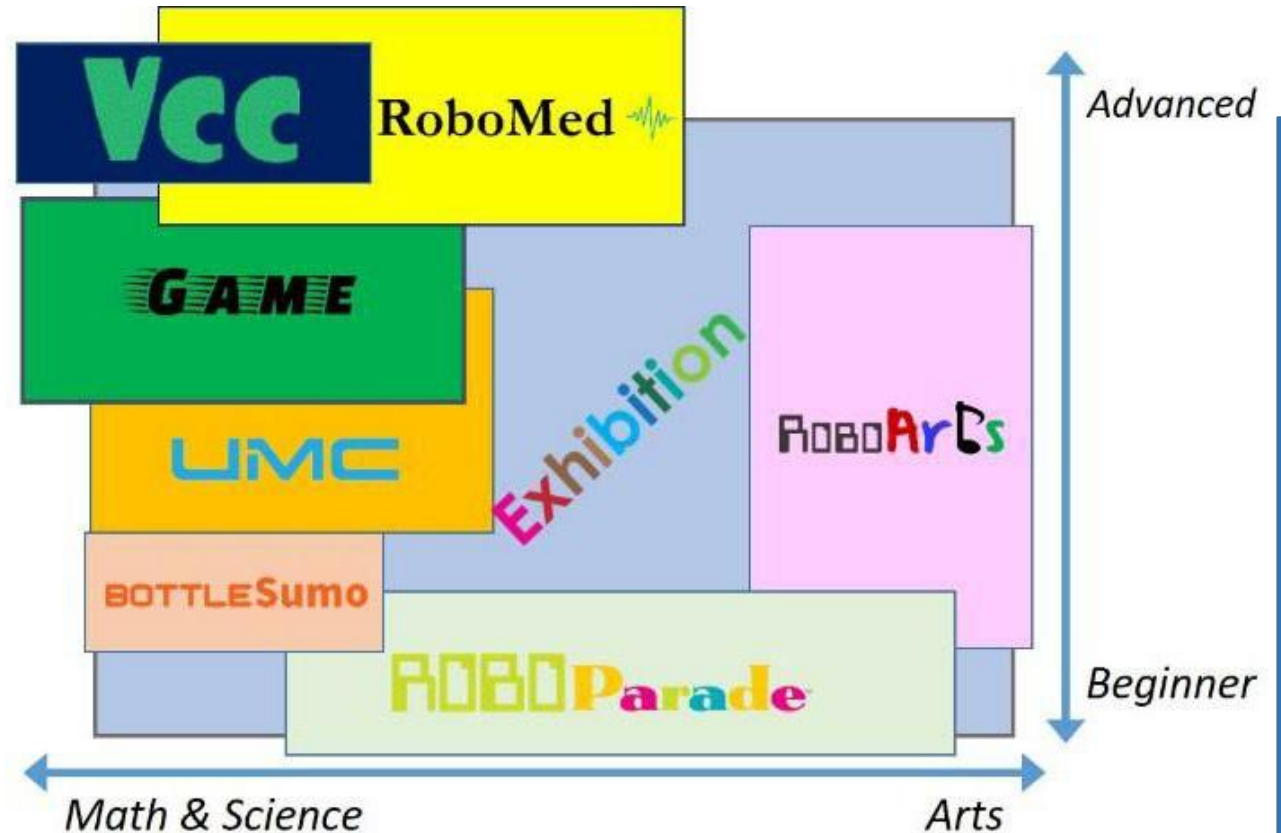 Vcc
RoboMed
Advanced
GAME
Exhibition
ROBOArts
UMC
BOTTLESumo
ROBOParade
Beginner
Math & Science
Arts